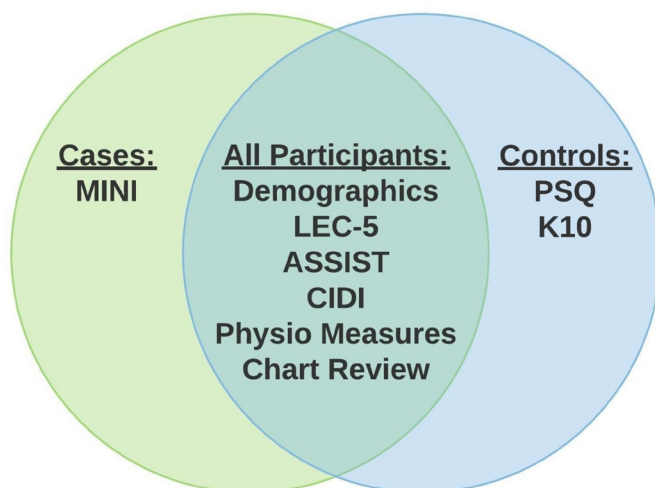 Cases:
MINI
All Participants:
Demographics
LEC-5
ASSIST
CIDI
Physio Measures
Chart Review
Controls:
PSQ
K10